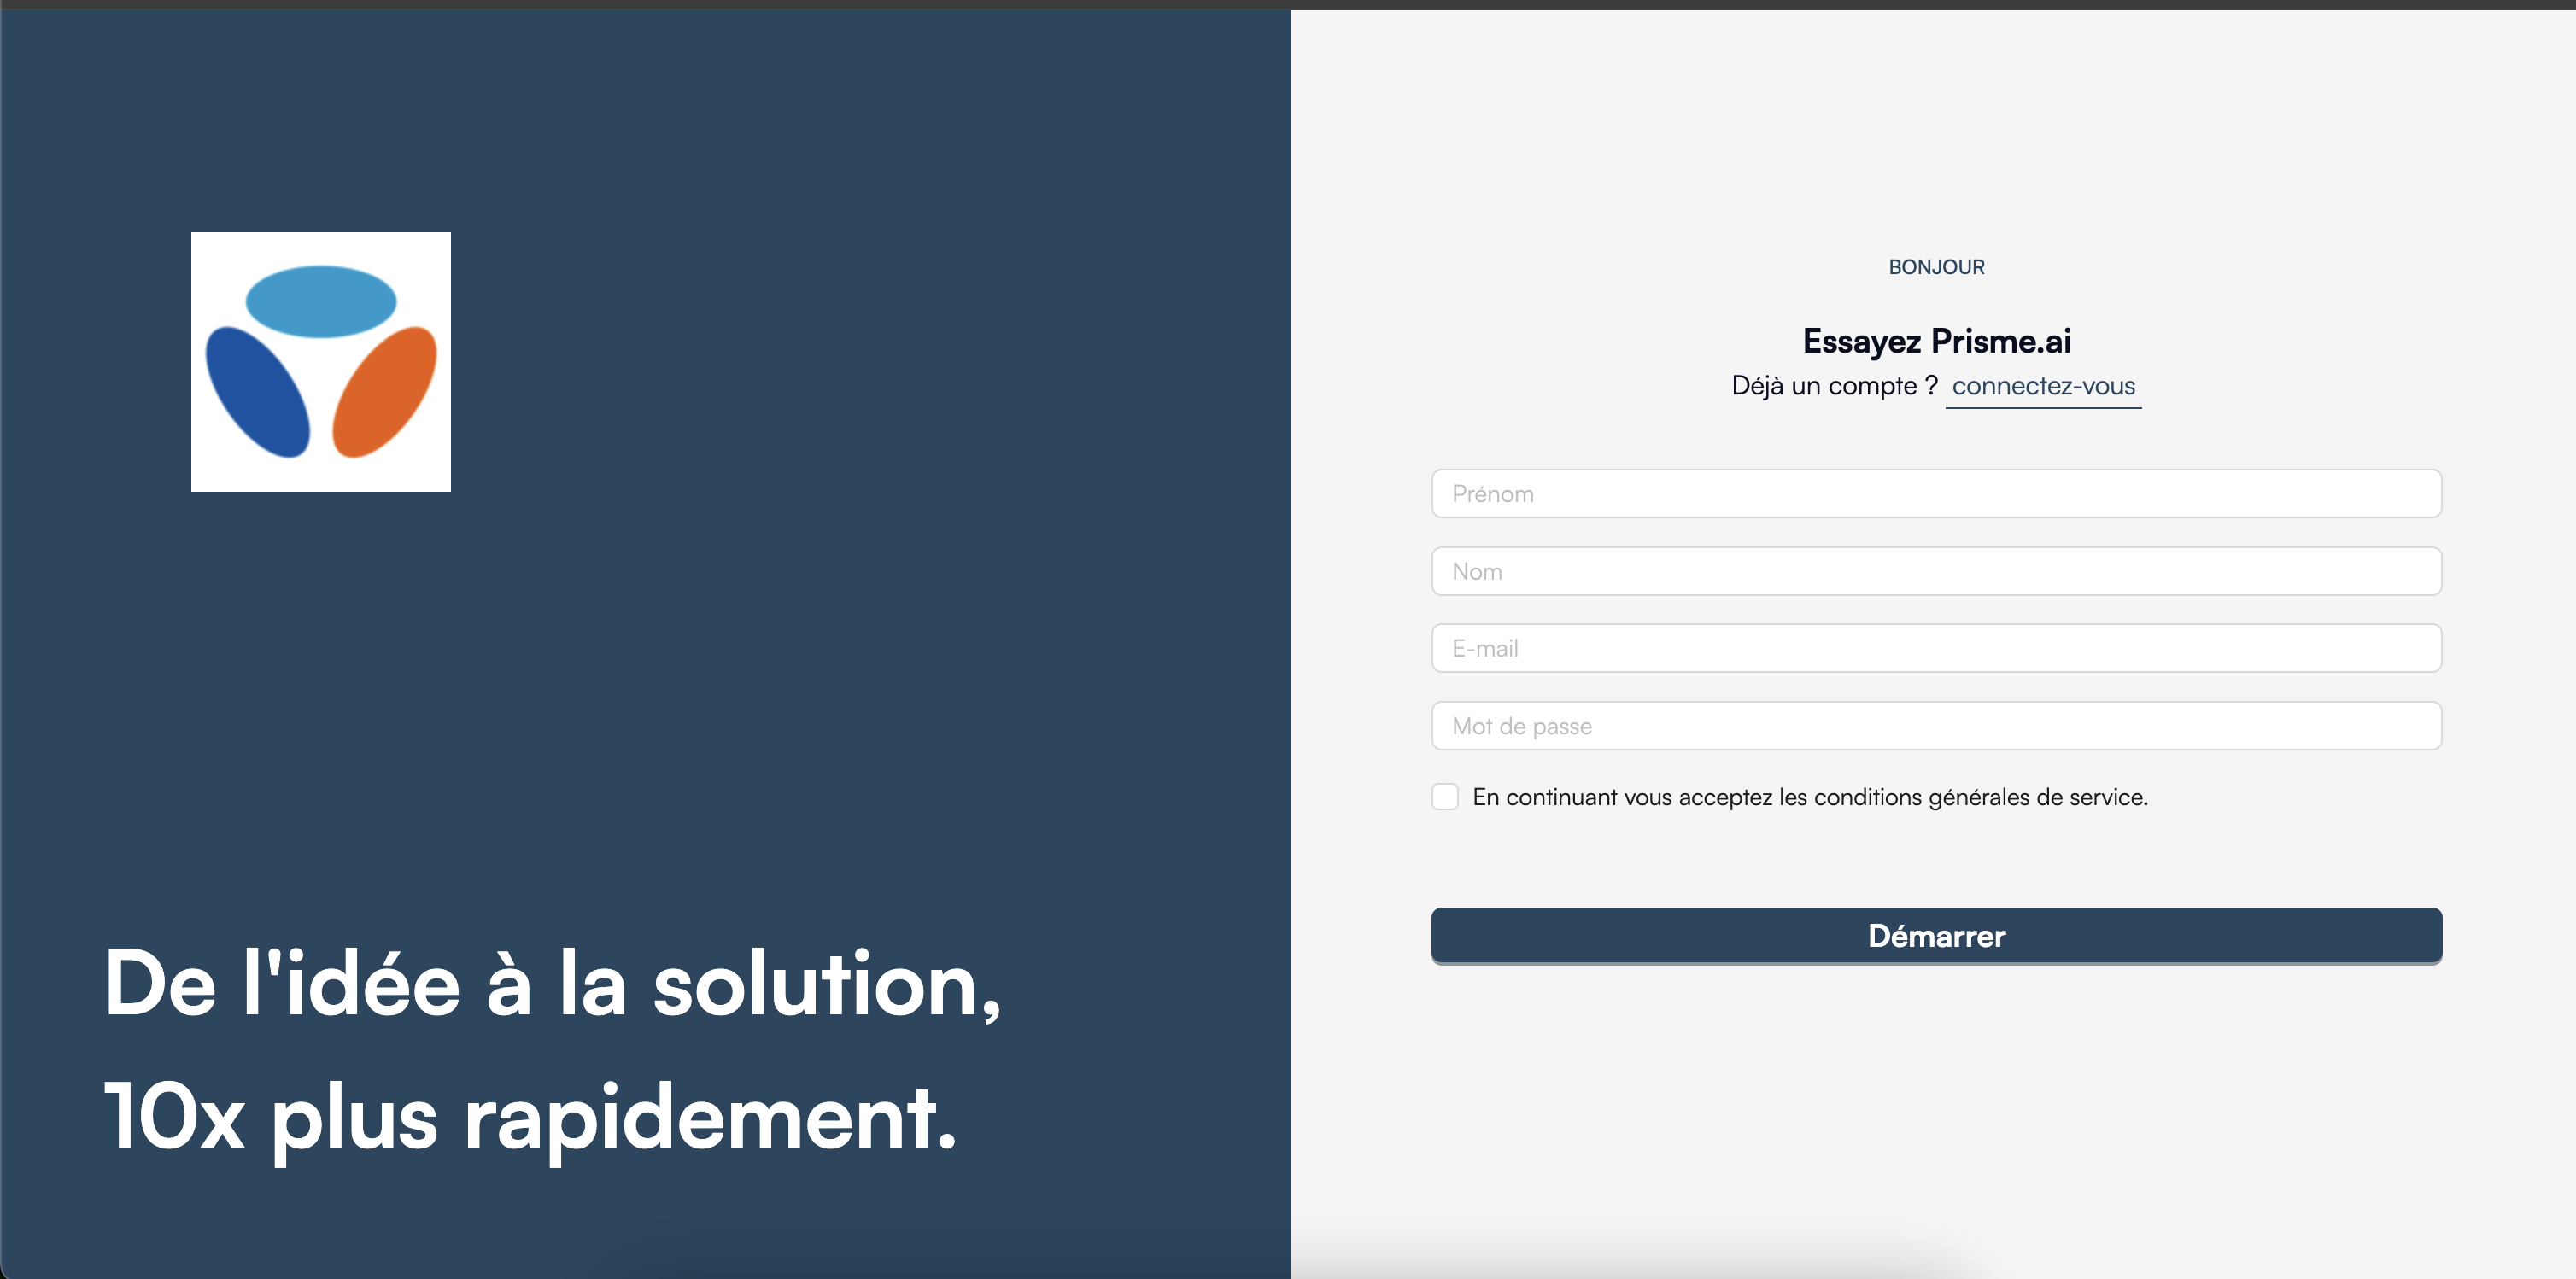 De l'idée à la solution,
10x plus rapidement.
BONJOUR
Essayez Prisme.ai
Déjà un compte ? connectez-vous
Prénom
Nom
E-mail
Mot de passe
En continuant vous acceptez les conditions générales de service.
Démarrer